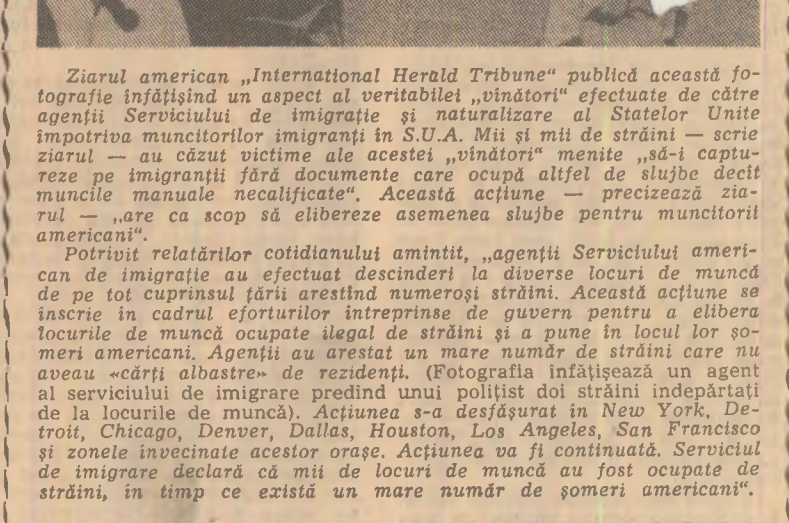 Ziarul american „International Herald Tribune“ publică această fo-
tografie înfățișînd un aspect al veritabilei „vînători“ efectuate de către
agenții Serviciului de imigrație și naturalizare al Statelor Unite
împotriva muncitorilor imigranți în S.U.A. Mii și mii de străini — scrie
ziarul — au căzut victime ale acestei „vînători“ menite „să-i captu-
reze pe imigranții fără documente care ocupă altfel de slujbe decît
muncile manuale necalificate“. Această acțiune — precizează zia-
rul — „are ca scop să elibereze asemenea slujbe pentru muncitorii
americani“.
Potrivit relatărilor cotidianului amintit, „agenții Serviciului ameri-
can de imigrație au efectuat descinderi la diverse locuri de muncă
de pe tot cuprinsul țării arestînd numeroși străini. Această acțiune se
înscrie în cadrul eforturilor întreprinse de guvern pentru a elibera
locurile de muncă ocupate ilegal de străini și a pune în locul lor șo-
meri americani. Agenții au arestat un mare număr de străini care nu
aveau «cărți albastre» de rezidenți. (Fotografia înfățișează un agent
al serviciului de imigrare predînd unui polițist doi străini îndepărtați
de la locurile de muncă). Acțiunea s-a desfășurat în New York, De-
troit, Chicago, Denver, Dallas, Houston, Los Angeles, San Francisco
și zonele învecinate acestor orașe. Acțiunea va fi continuată. Serviciul
de imigrare declară că mii de locuri de muncă au fost ocupate de
străini, în timp ce există un mare număr de șomeri americani“.